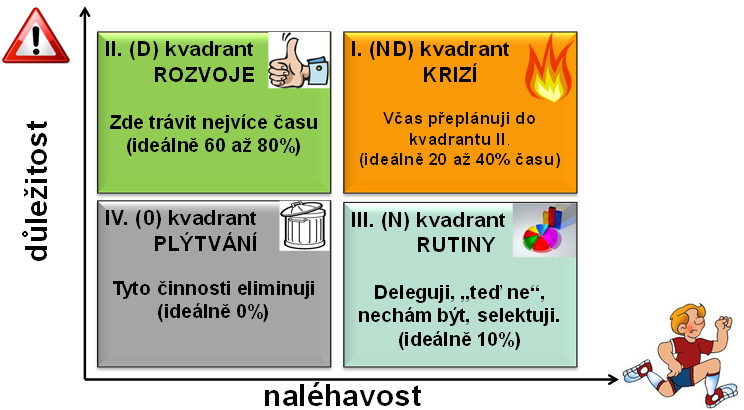 II. (D) kvadrant
ROZVOJE
Zde trávit nejvíce času
(ideálně 60 až 80%)
I. (ND) kvadrant
KRIZÍ
Včas přeplánuji do
kvadrantu II.
(ideálně 20 až 40% času)
IV. (0) kvadrant
PLÝTVÁNÍ
Tyto činnosti eliminuji
(ideálně 0%)
III. (N) kvadrant
RUTINY
Deleguji, „teď ne“,
nechám být, selektuji.
(ideálně 10%)
důležitost
naléhavost